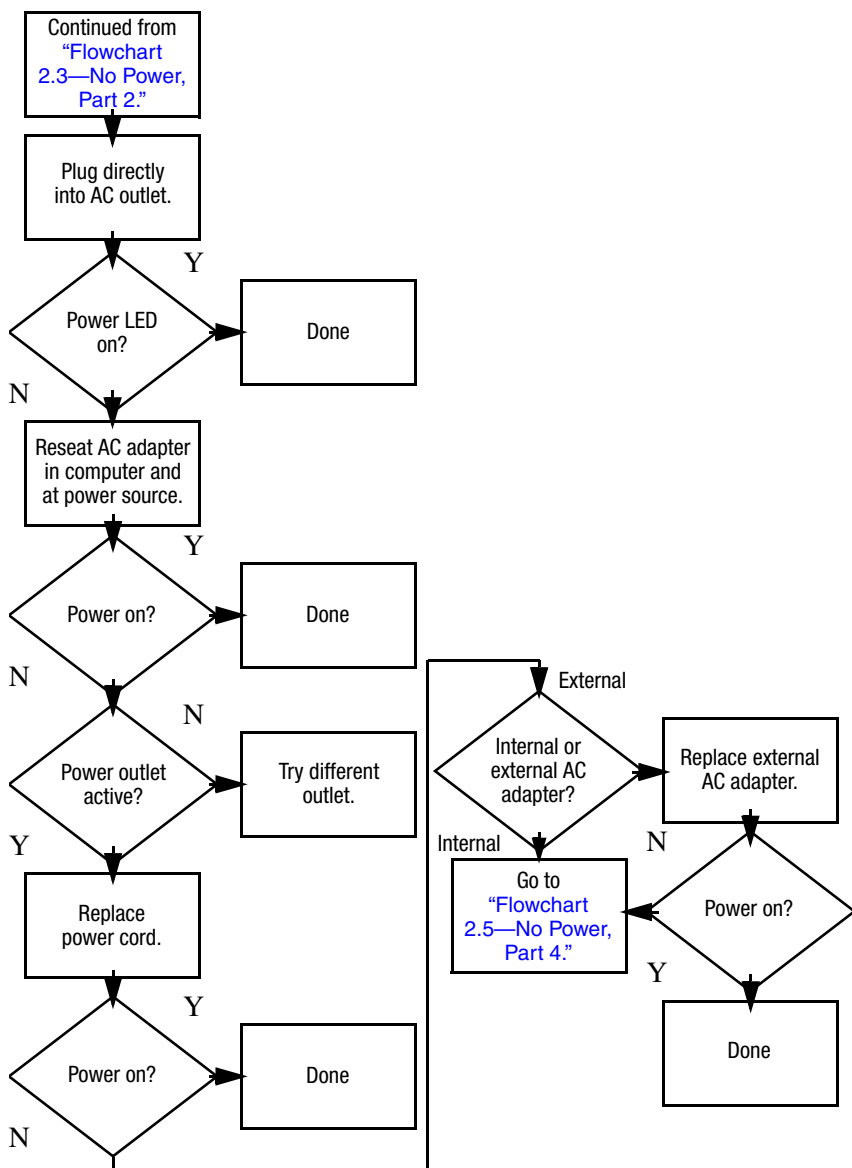 Continued from
“Flowchart
2.3—No Power,
Part 2.”
Plug directly
into AC outlet.
Y
Power LED
on?
Done
N
Reseat AC adapter
in computer and
at power source.
Y
Power on?
Done
N
N
Power outlet
active?
Try different
outlet.
Y
Replace
power cord.
Y
Power on?
Done
N
External
Internal or
external AC
adapter?
Replace external
AC adapter.
Internal
N
Go to
“Flowchart
2.5—No Power,
Part 4.”
Power on?
Y
Done